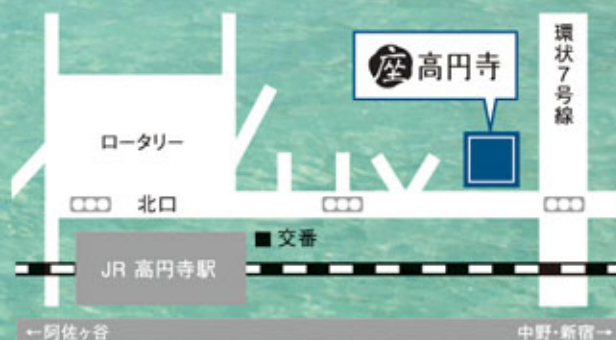 環状7号線
座高円寺
ロータリー
北口
交番
JR 高円寺駅
←阿佐ヶ谷
中野・新宿→